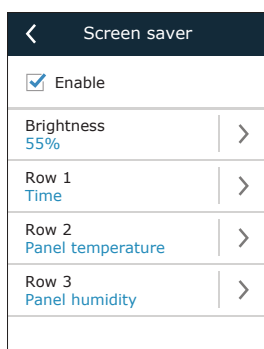 Screen saver
Enable
Brightness
55%
Row 1
Time
Row 2
Panel temperature
Row 3
Panel humidity